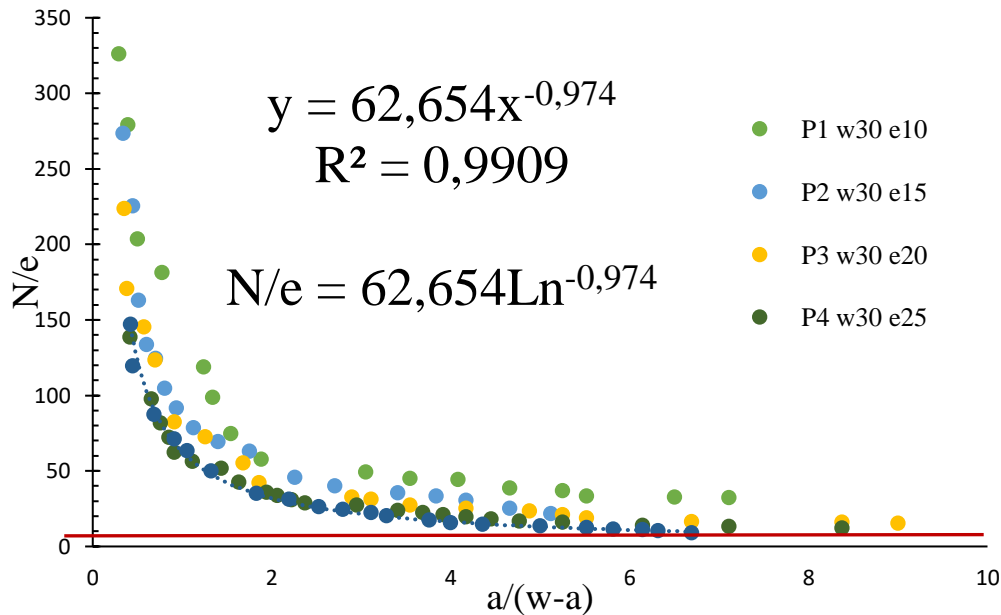 350
300
250
200
150
100
50
0
N/e
y = 62,654x^-0,974
R² = 0,9909
N/e = 62,654Ln^-0,974
P1 w30 e10
P2 w30 e15
P3 w30 e20
P4 w30 e25
0 2 4 6 8 10
a/(w-a)